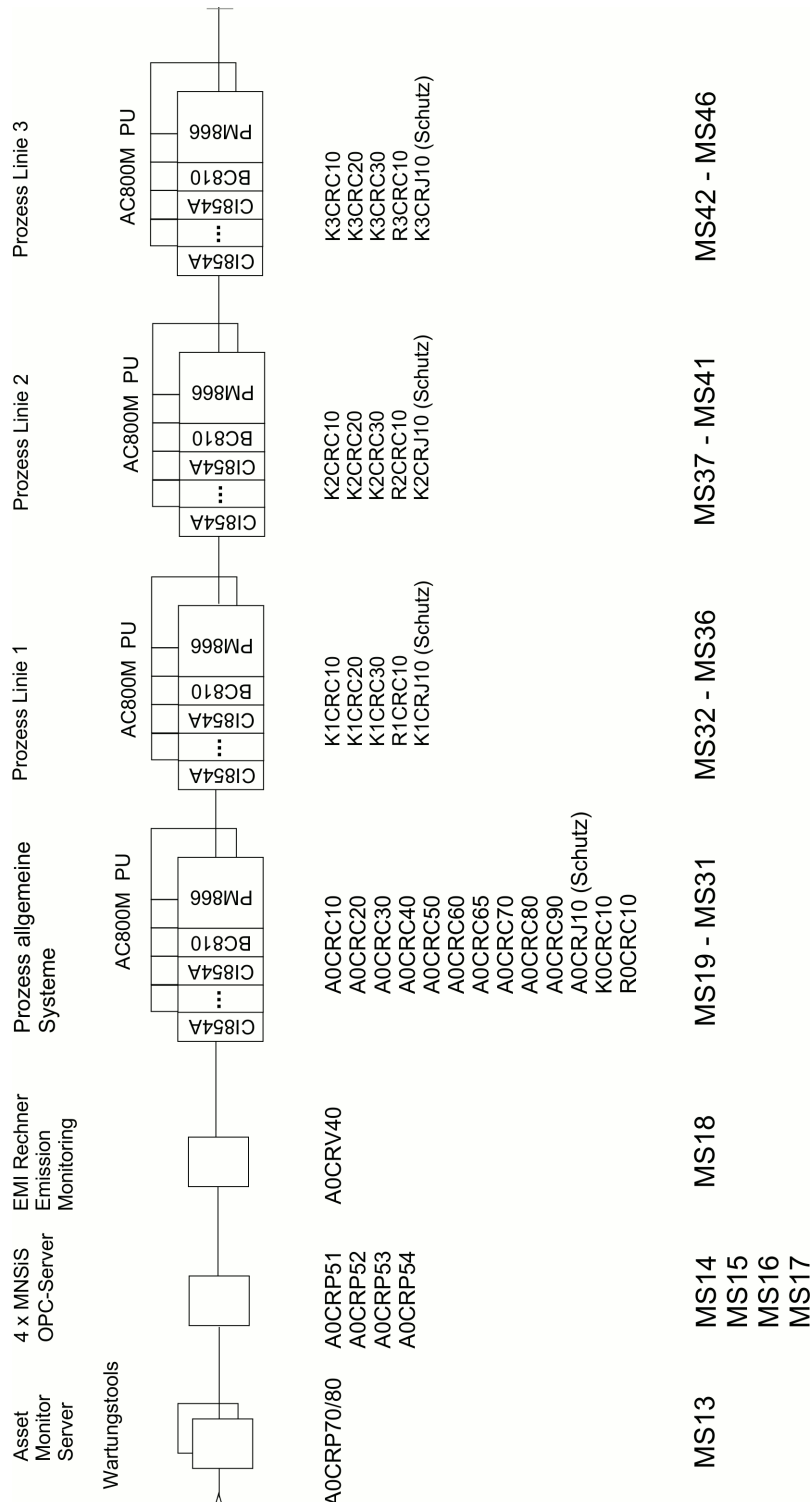 Asset
Monitor
Server
Wartungstools
A0CRP70/80
MS13
4 x MNSiS
OPC-Server
A0CRP51
A0CRP52
A0CRP53
A0CRP54
MS14
MS15
MS16
MS17
EMI Rechner
Emission
Monitoring
A0CRV40
MS18
Prozess allgemeine
Systeme
AC800M PU
CI854A
...
CI854A
BC810
PM866
A0CRC10
A0CRC20
A0CRC30
A0CRC40
A0CRC50
A0CRC60
A0CRC65
A0CRC70
A0CRC80
A0CRC90
A0CRJ10 (Schutz)
K0CRC10
R0CRC10
MS19 - MS31
Prozess Linie 1
AC800M PU
CI854A
...
CI854A
BC810
PM866
K1CRC10
K1CRC20
K1CRC30
R1CRC10
K1CRJ10 (Schutz)
MS32 - MS36
Prozess Linie 2
AC800M PU
CI854A
...
CI854A
BC810
PM866
K2CRC10
K2CRC20
K2CRC30
R2CRC10
K2CRJ10 (Schutz)
MS37 - MS41
Prozess Linie 3
AC800M PU
CI854A
...
CI854A
BC810
PM866
K3CRC10
K3CRC20
K3CRC30
R3CRC10
K3CRJ10 (Schutz)
MS42 - MS46